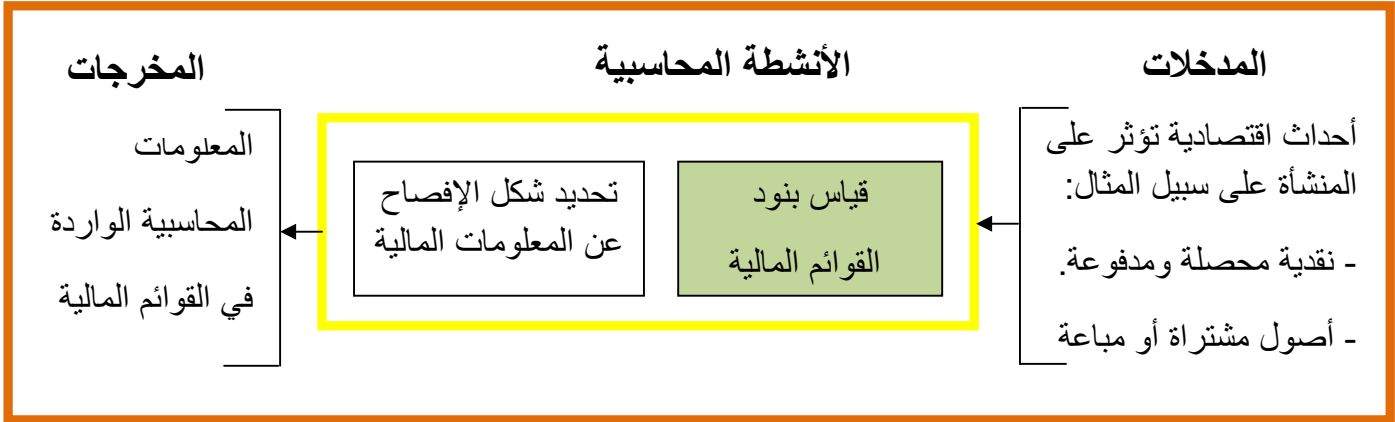 المدخلات
أحداث اقتصادية تؤثر على
المنشأة على سبيل المثال:
- نقدية محصلة ومدفوعة.
- أصول مشتراة أو مباعة
الأنشطة المحاسبية
قياس بنود
القوائم المالية
تحديد شكل الإفصاح
عن المعلومات المالية
المخرجات
المعلومات
المحاسبية الواردة
في القوائم المالية